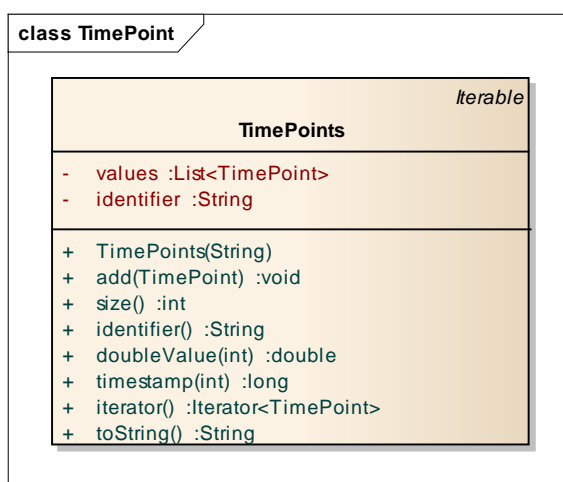 class TimePoint
Iterable
TimePoints
- values :List<TimePoint>
- identifier :String
+ TimePoints(String)
+ add(TimePoint) :void
+ size() :int
+ identifier() :String
+ doubleValue(int) :double
+ timestamp(int) :long
+ iterator() :Iterator<TimePoint>
+ toString() :String